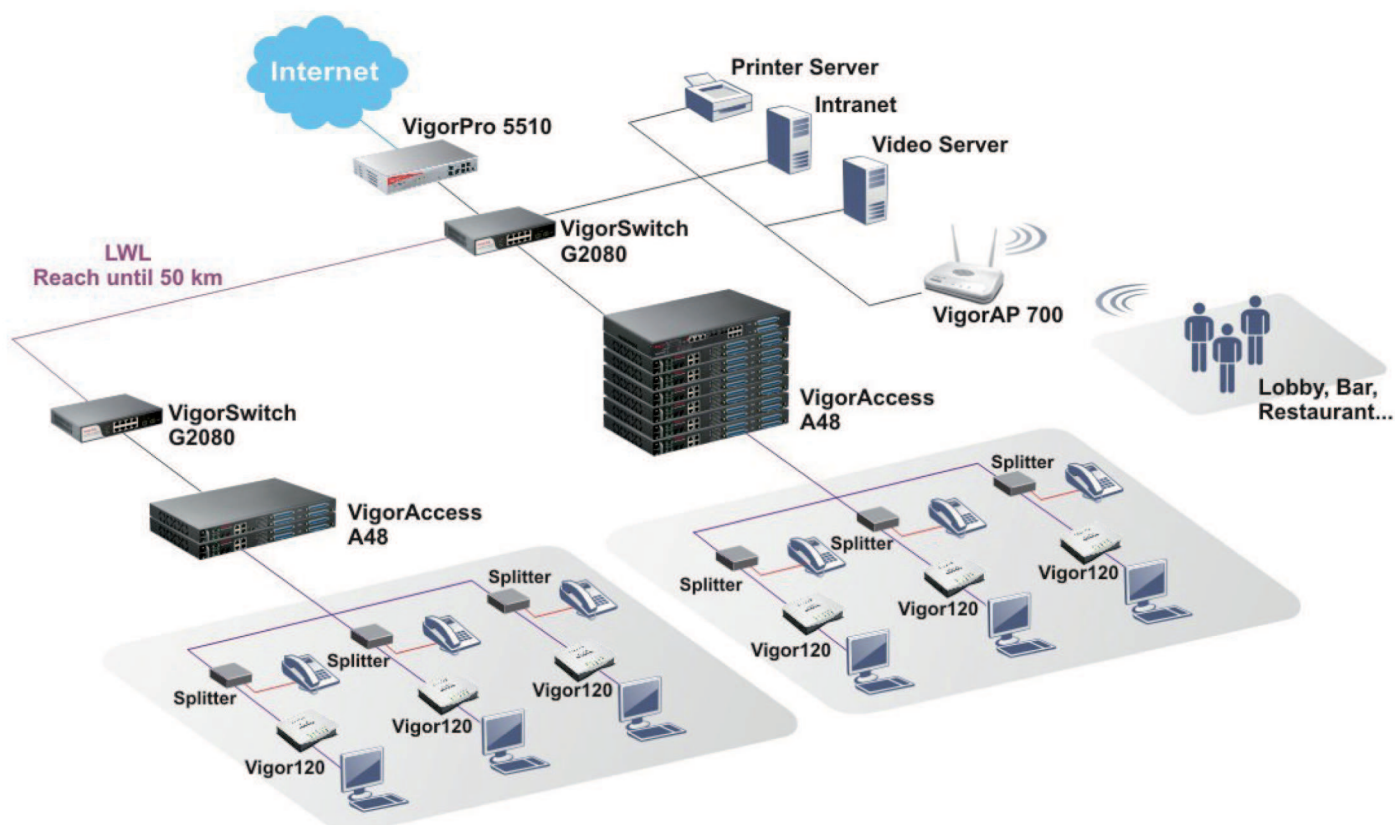 Internet
VigorPro 5510
Printer Server
Intranet
Video Server
VigorSwitch
G2080
LWL
Reach until 50 km
VigorAP 700
Lobby, Bar,
Restaurant...
VigorSwitch
G2080
VigorAccess
A48
VigorAccess
A48
Splitter
Splitter
Splitter
Vigor120
Vigor120
Vigor120
Splitter
Splitter
Splitter
Vigor120
Vigor120
Vigor120